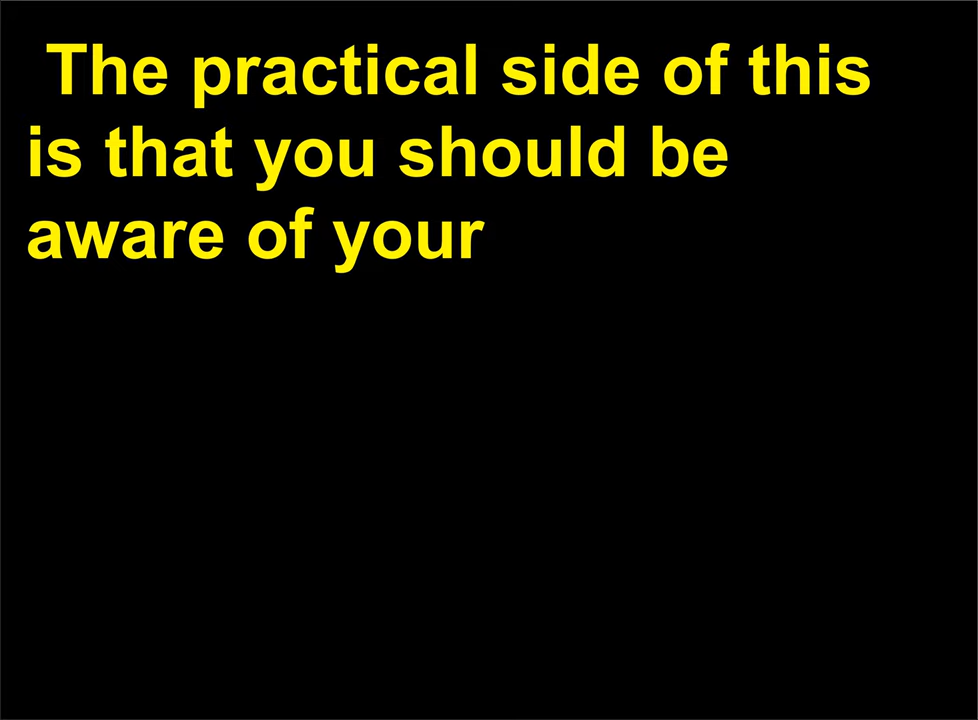 The practical side of this
is that you should be
aware of your